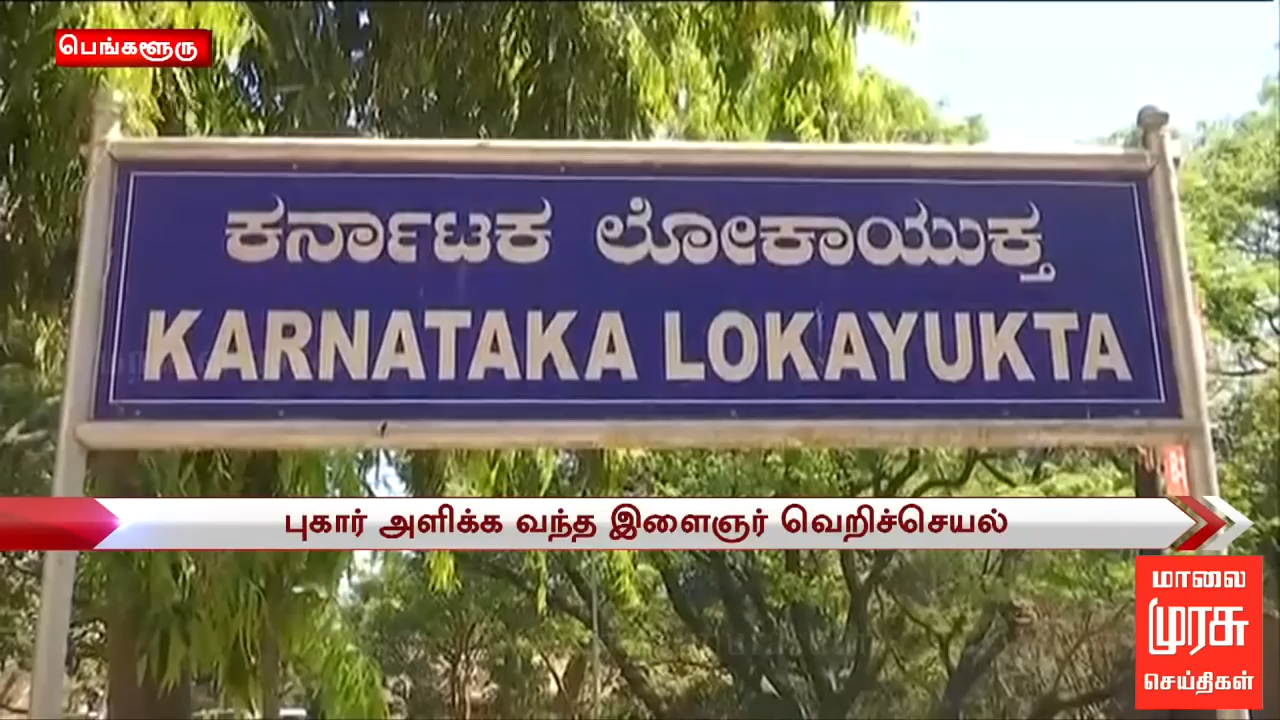 பெங்களூரு
ಕರ್ನಾಟಕ ಲೋಕಾಯುಕ್ತ
KARNATAKA LOKAYUKTA
புகார் அளிக்க வந்த இளைஞர் வெறிச்செயல்
மாலை
முரசு
செய்திகள்